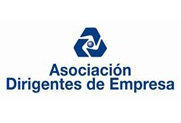 Asociación
Dirigentes de Empresa